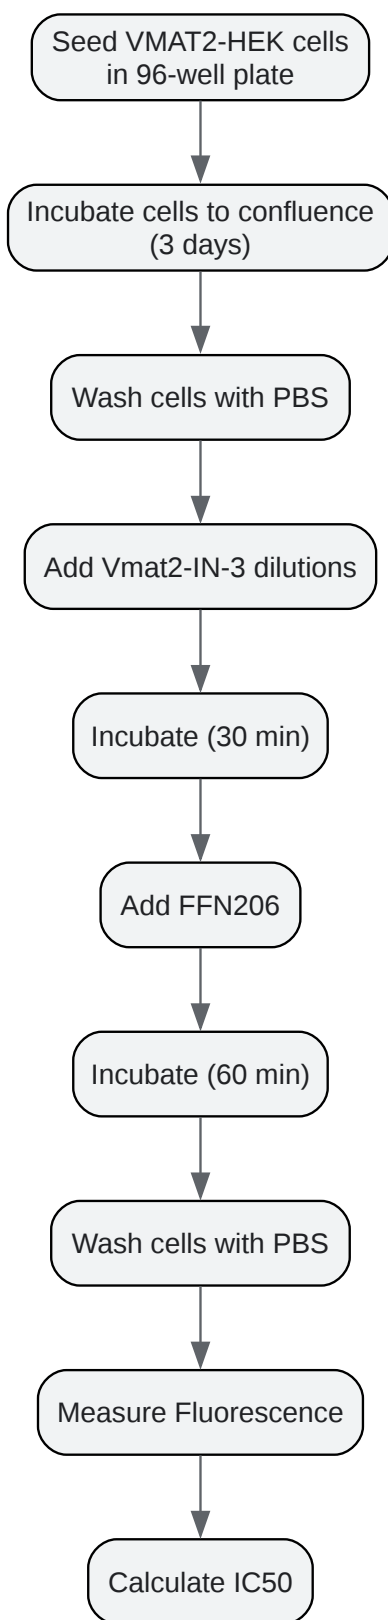 Seed VMAT2-HEK cells
in 96-well plate
Incubate cells to confluence
(3 days)
Wash cells with PBS
Add Vmat2-IN-3 dilutions
Incubate (30 min)
Add FFN206
Incubate (60 min)
Wash cells with PBS
Measure Fluorescence
Calculate IC50